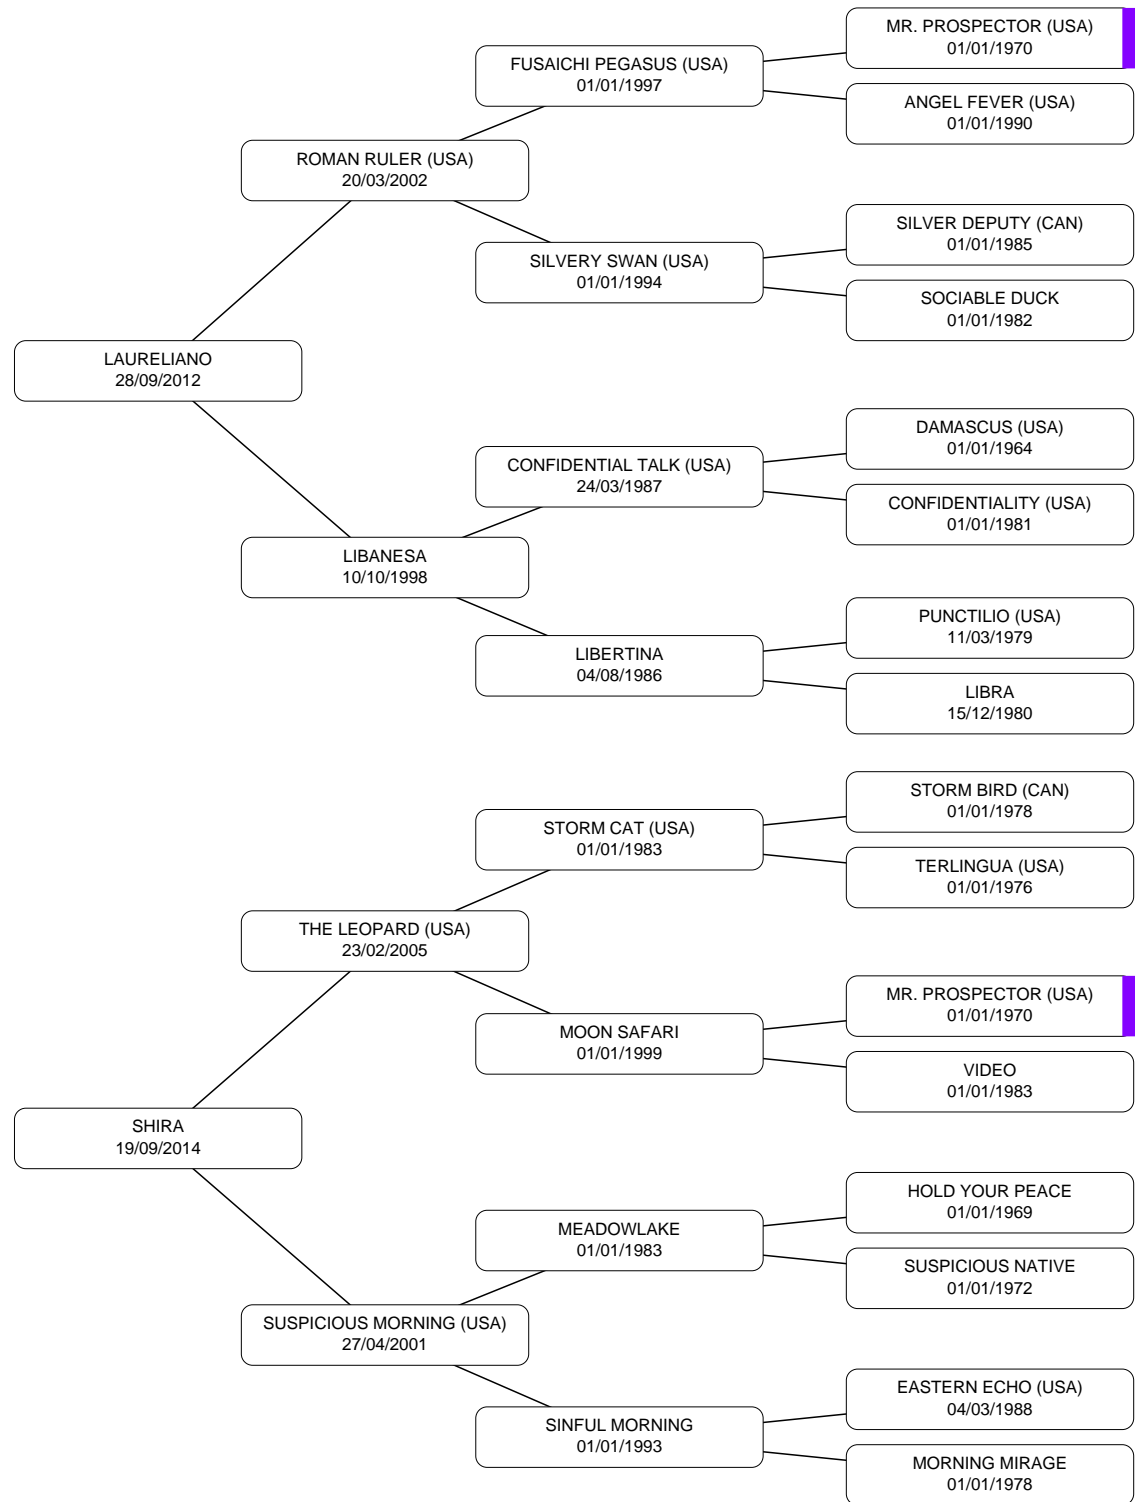 MR. PROSPECTOR (USA)
01/01/1970
FUSAICHI PEGASUS (USA)
01/01/1997
ANGEL FEVER (USA)
01/01/1990
ROMAN RULER (USA)
20/03/2002
SILVER DEPUTY (CAN)
01/01/1985
SILVERY SWAN (USA)
01/01/1994
SOCIABLE DUCK
01/01/1982
LAURELIANO
28/09/2012
DAMASCUS (USA)
01/01/1964
CONFIDENTIAL TALK (USA)
24/03/1987
CONFIDENTIALITY (USA)
01/01/1981
LIBANESA
10/10/1998
PUNCTILIO (USA)
11/03/1979
LIBERTINA
04/08/1986
LIBRA
15/12/1980
STORM BIRD (CAN)
01/01/1978
STORM CAT (USA)
01/01/1983
TERLINGUA (USA)
01/01/1976
THE LEOPARD (USA)
23/02/2005
MR. PROSPECTOR (USA)
01/01/1970
MOON SAFARI
01/01/1999
VIDEO
01/01/1983
SHIRA
19/09/2014
HOLD YOUR PEACE
01/01/1969
MEADOWLAKE
01/01/1983
SUSPICIOUS NATIVE
01/01/1972
SUSPICIOUS MORNING (USA)
27/04/2001
EASTERN ECHO (USA)
04/03/1988
SINFUL MORNING
01/01/1993
MORNING MIRAGE
01/01/1978